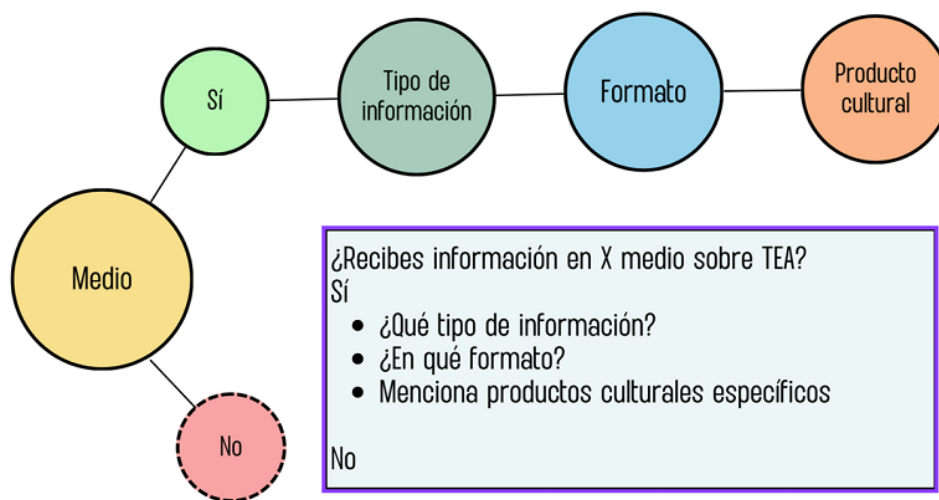 Sí
Tipo de
información
Formato
Producto
cultural
Medio
No
¿Recibes información en X medio sobre TEA?
Sí
• ¿Qué tipo de información?
• ¿En qué formato?
• Menciona productos culturales específicos
No